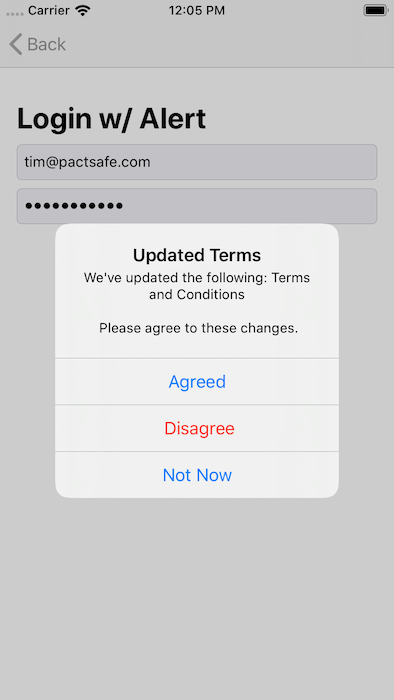 Carrier 12:05 PM
Back
Login w/ Alert
tim@pactsafe.com
•••••••••••
Updated Terms
We've updated the following: Terms
and Conditions
Please agree to these changes.
Agreed
Disagree
Not Now